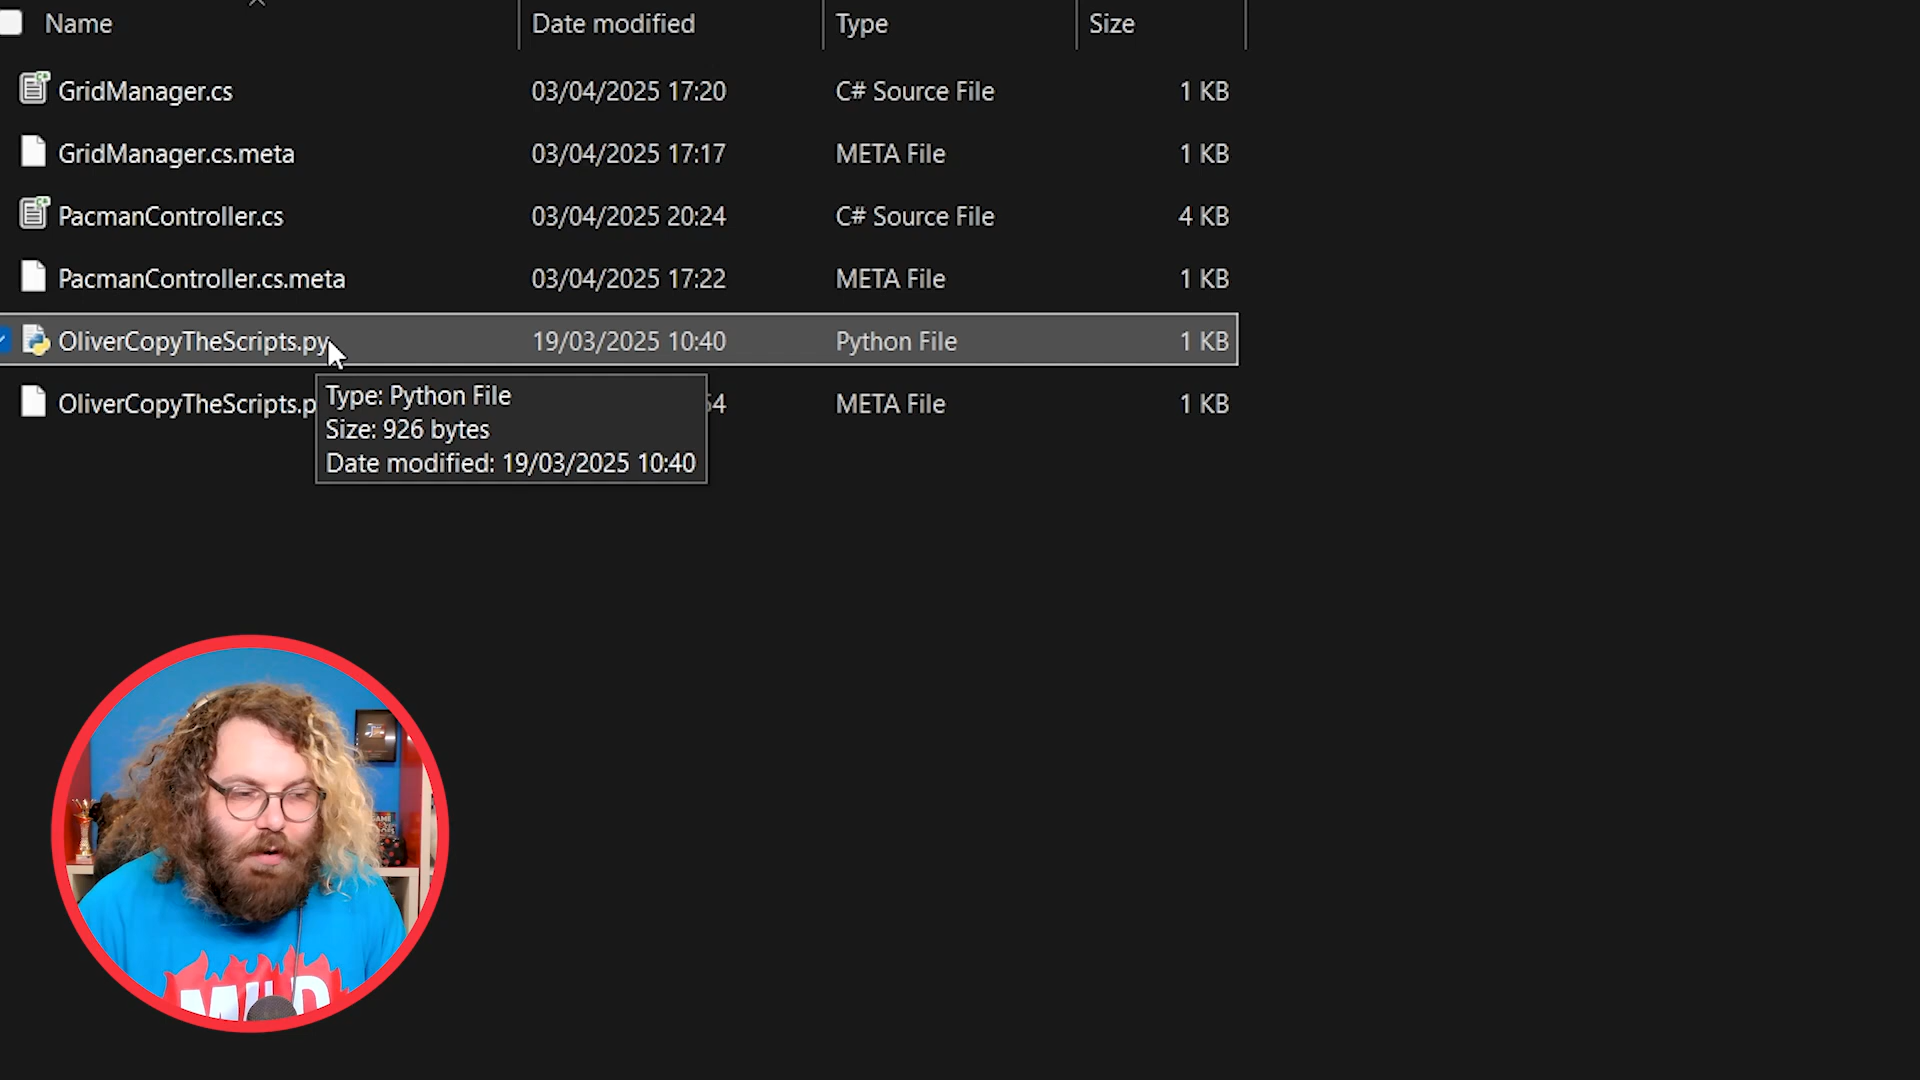 Name Date modified Type Size
GridManager.cs 03/04/2025 17:20 C# Source File 1 KB
GridManager.cs.meta 03/04/2025 17:17 META File 1 KB
PacmanController.cs 03/04/2025 20:24 C# Source File 4 KB
PacmanController.cs.meta 03/04/2025 17:22 META File 1 KB
OliverCopyTheScripts.py 19/03/2025 10:40 Python File 1 KB
OliverCopyTheScripts.p 54 META File 1 KB
Type: Python File
Size: 926 bytes
Date modified: 19/03/2025 10:40
MILD